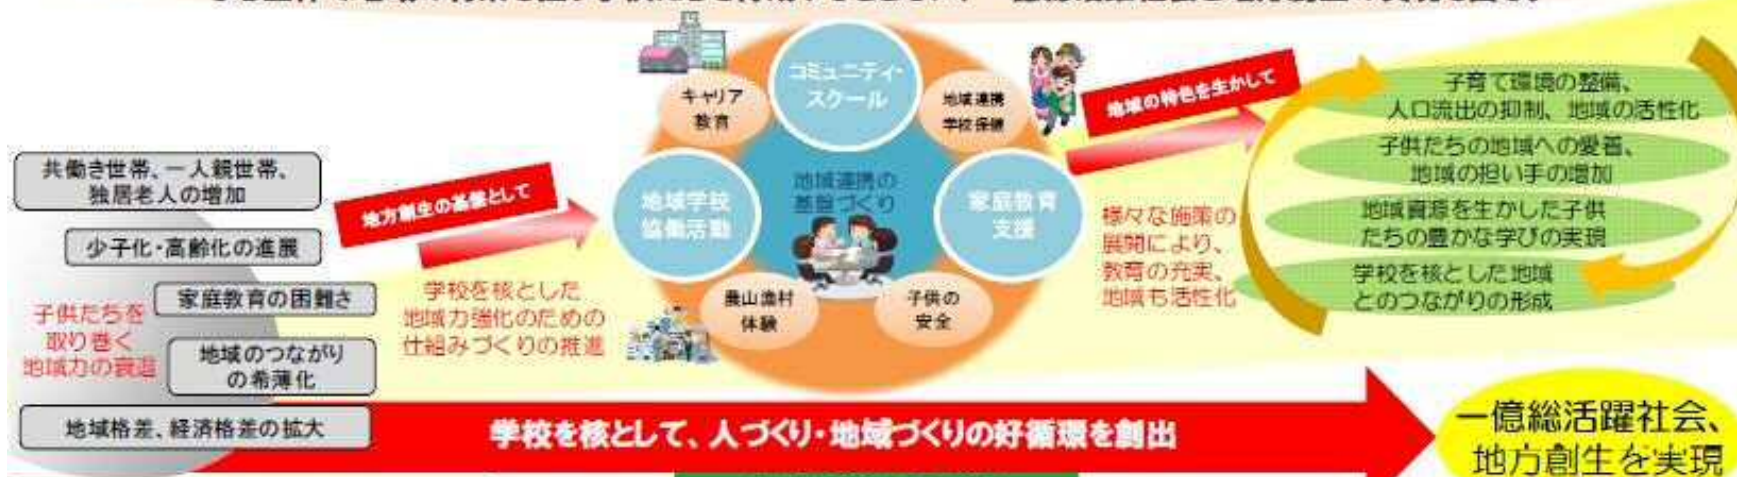 共働き世帯、一人親世帯、
独居老人の増加
少子化・高齢化の進展
家庭教育の困難さ
地域のつながり
の希薄化
地域格差、経済格差の拡大
子供たちを
取り巻く
地域力の衰退
地方創生の基盤として
学校を核とした
地域力強化のための
仕組みづくりの推進
コミュニティ・
スクール
キャリア
教育
地域連携
学校保健
地域学校
協働活動
地域連携の
基盤づくり
家庭教育
支援
農山漁村
体験
子供の
安全
地域の特色を生かして
様々な施策の
展開により、
教育の充実、
地域も活性化
子育て環境の整備、
人口流出の抑制、地域の活性化
子供たちの地域への愛着、
地域の担い手の増加
地域資源を生かした子供
たちの豊かな学びの実現
学校を核とした地域
とのつながりの形成
学校を核として、人づくり・地域づくりの好循環を創出
一億総活躍社会、
地方創生を実現